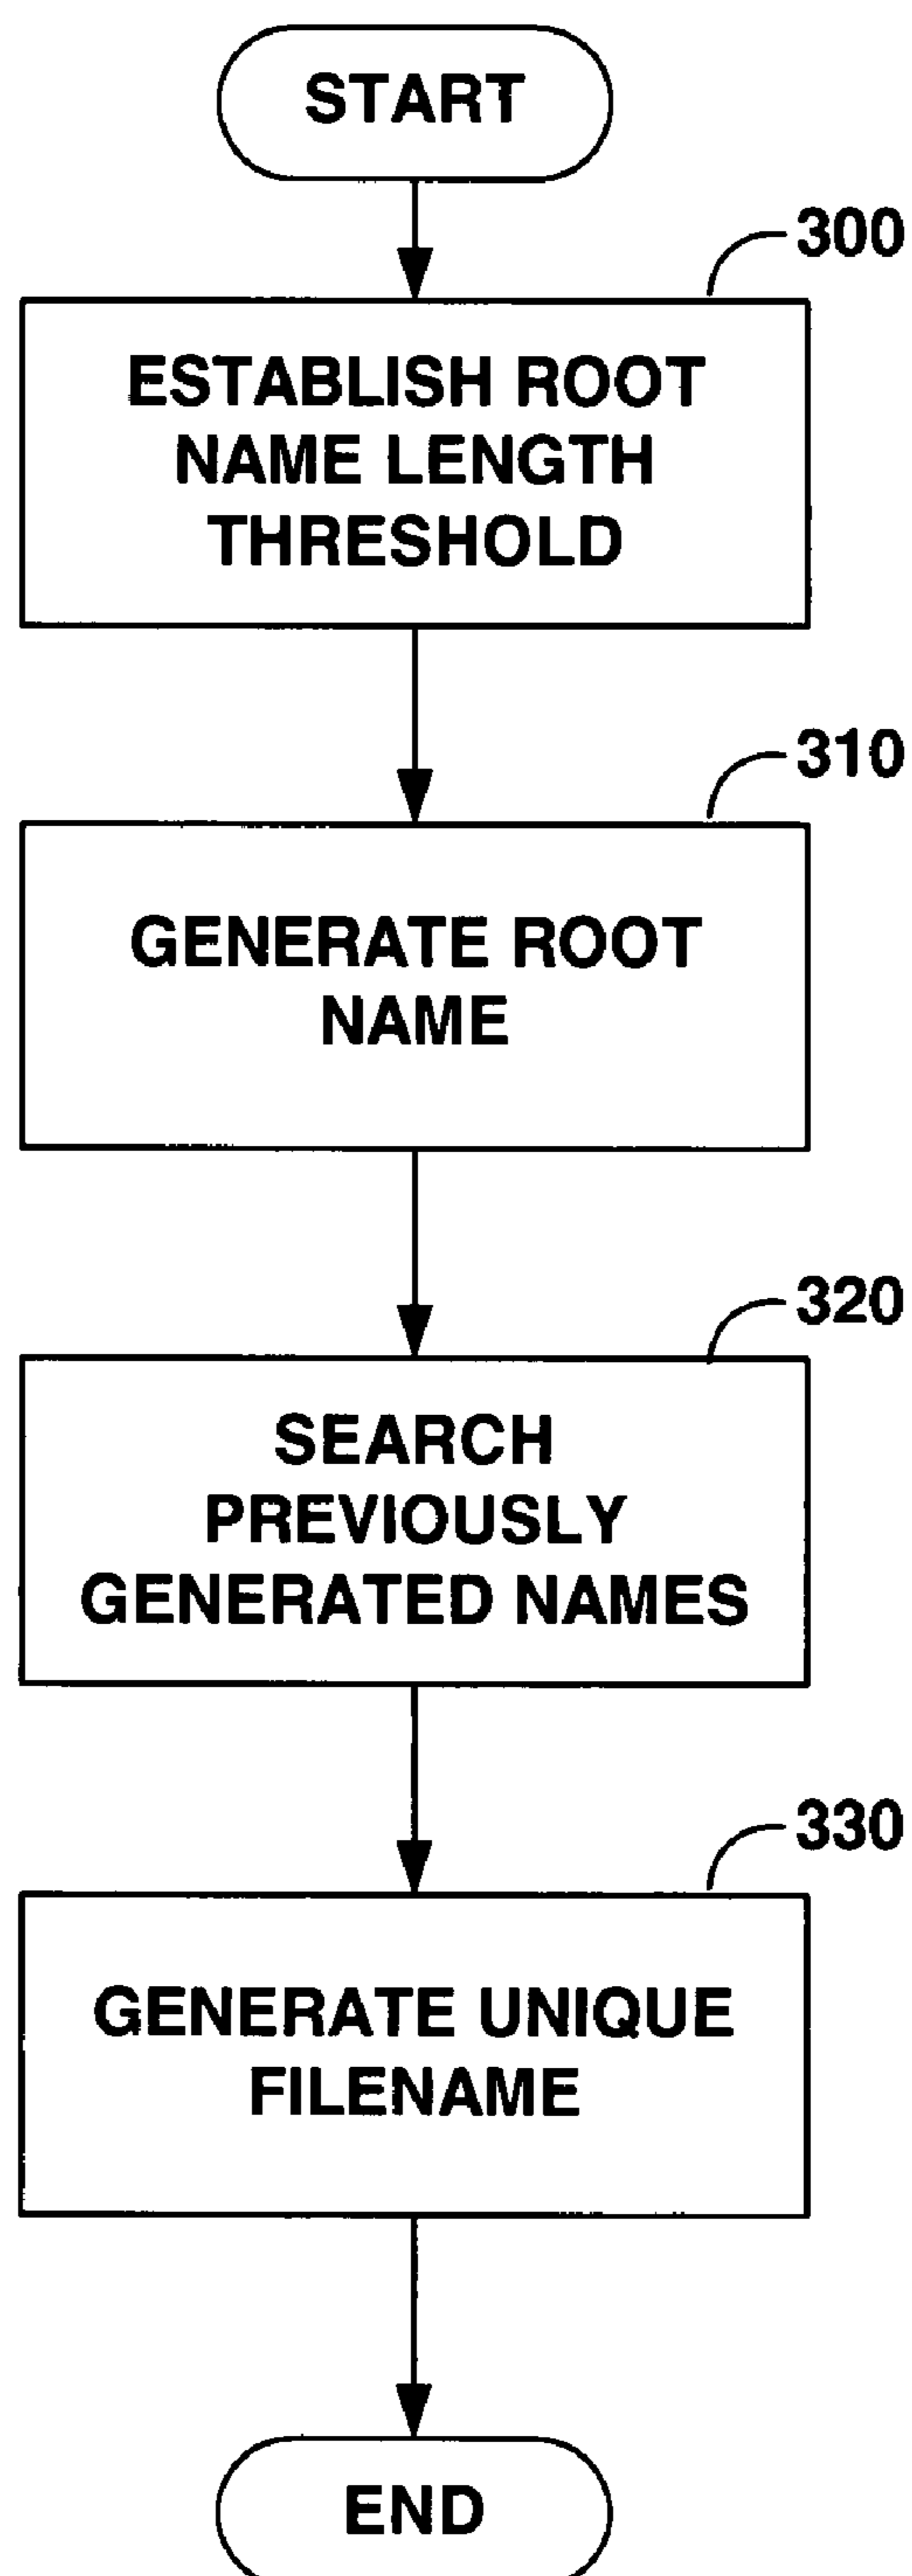 START
300
ESTABLISH ROOT
NAME LENGTH
THRESHOLD
310
GENERATE ROOT
NAME
320
SEARCH
PREVIOUSLY
GENERATED NAMES
330
GENERATE UNIQUE
FILENAME
END